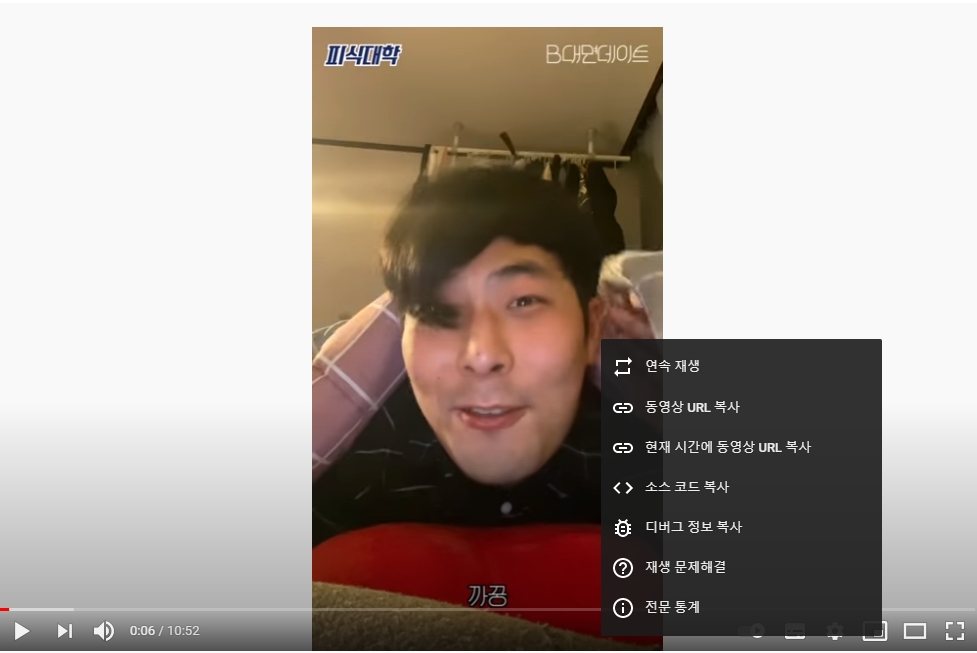 피식대학
B대면데이트
연속 재생
동영상 URL 복사
현재 시간에 동영상 URL 복사
소스 코드 복사
디버그 정보 복사
재생 문제해결
전문 통계
까꿍
0:06 / 10:52